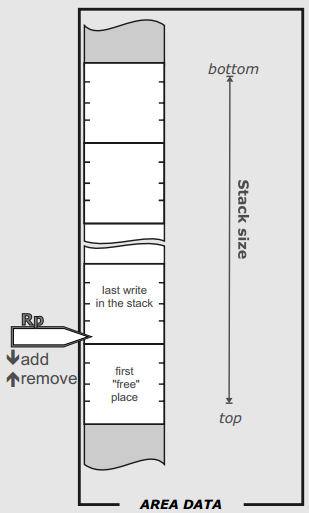 bottom
Stack size
last write
in the stack
Rp
add
remove
first
"free"
place
top
AREA DATA